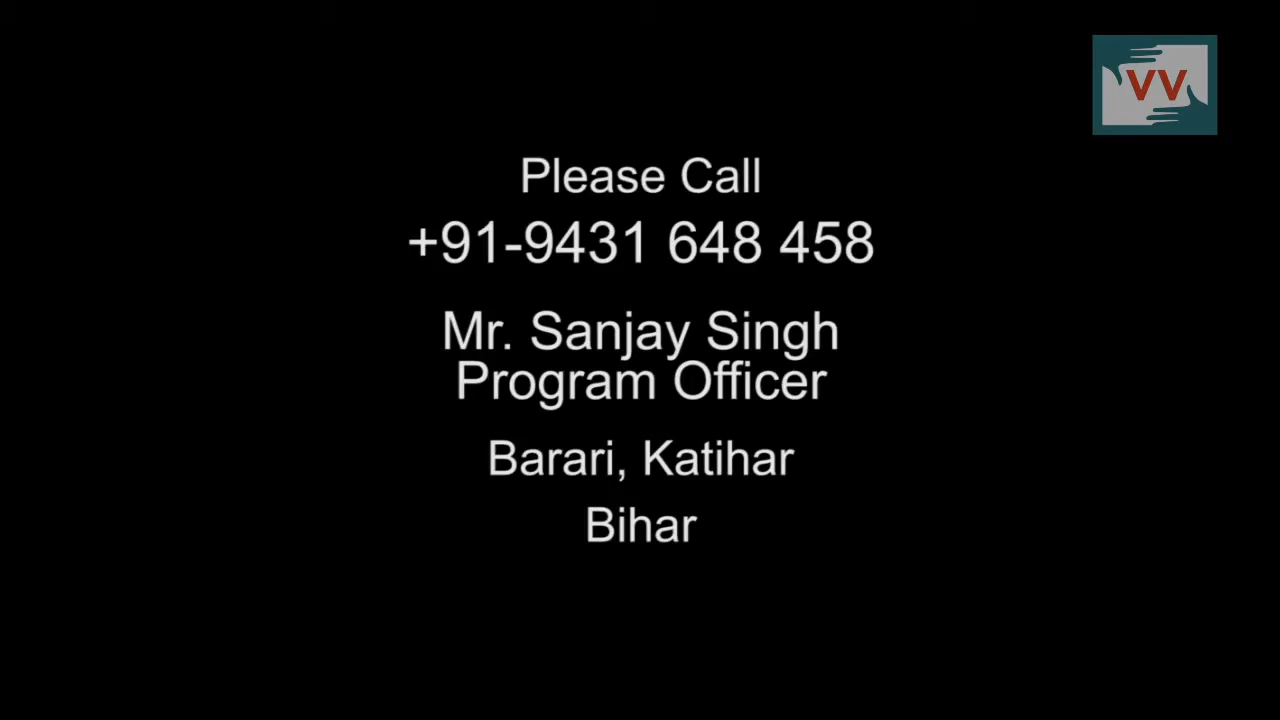 VV
Please Call
+91-9431 648 458
Mr. Sanjay Singh
Program Officer
Barari, Katihar
Bihar